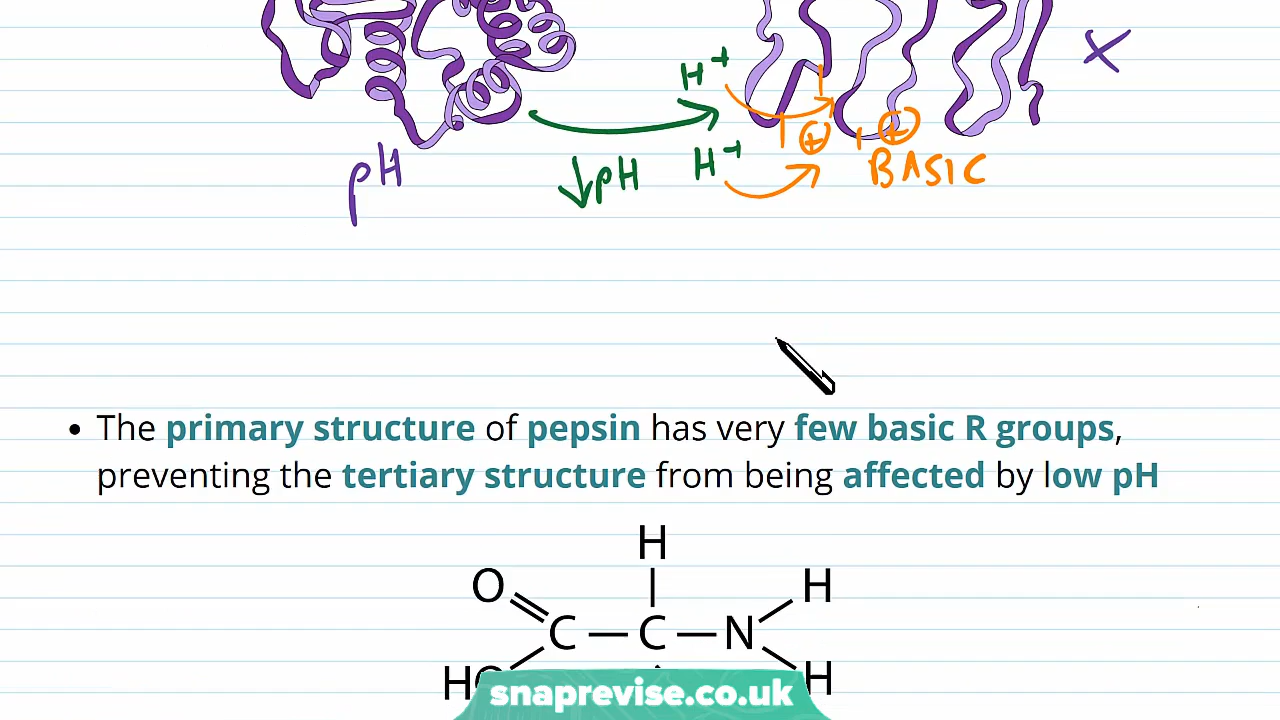 X
H+
pH
↓pH
H+
+
+
BASIC
• The primary structure of pepsin has very few basic R groups,
preventing the tertiary structure from being affected by low pH
H
O
H
C — C — N
HO
H
snaprevise.co.uk